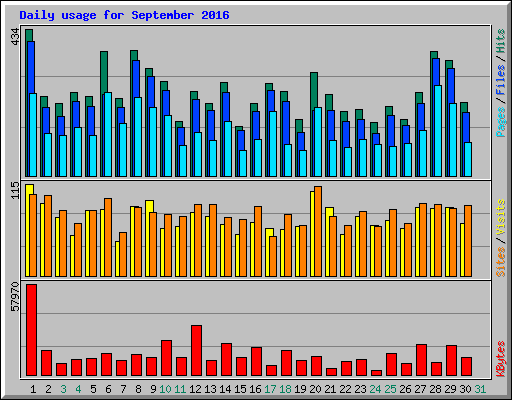 Daily usage for September 2016
434
Pages / Files / Hits
115
Sites / Visits
57970
KBytes
1 2 3 4 5 6 7 8 9 10 11 12 13 14 15 16 17 18 19 20 21 22 23 24 25 26 27 28 29 30 31